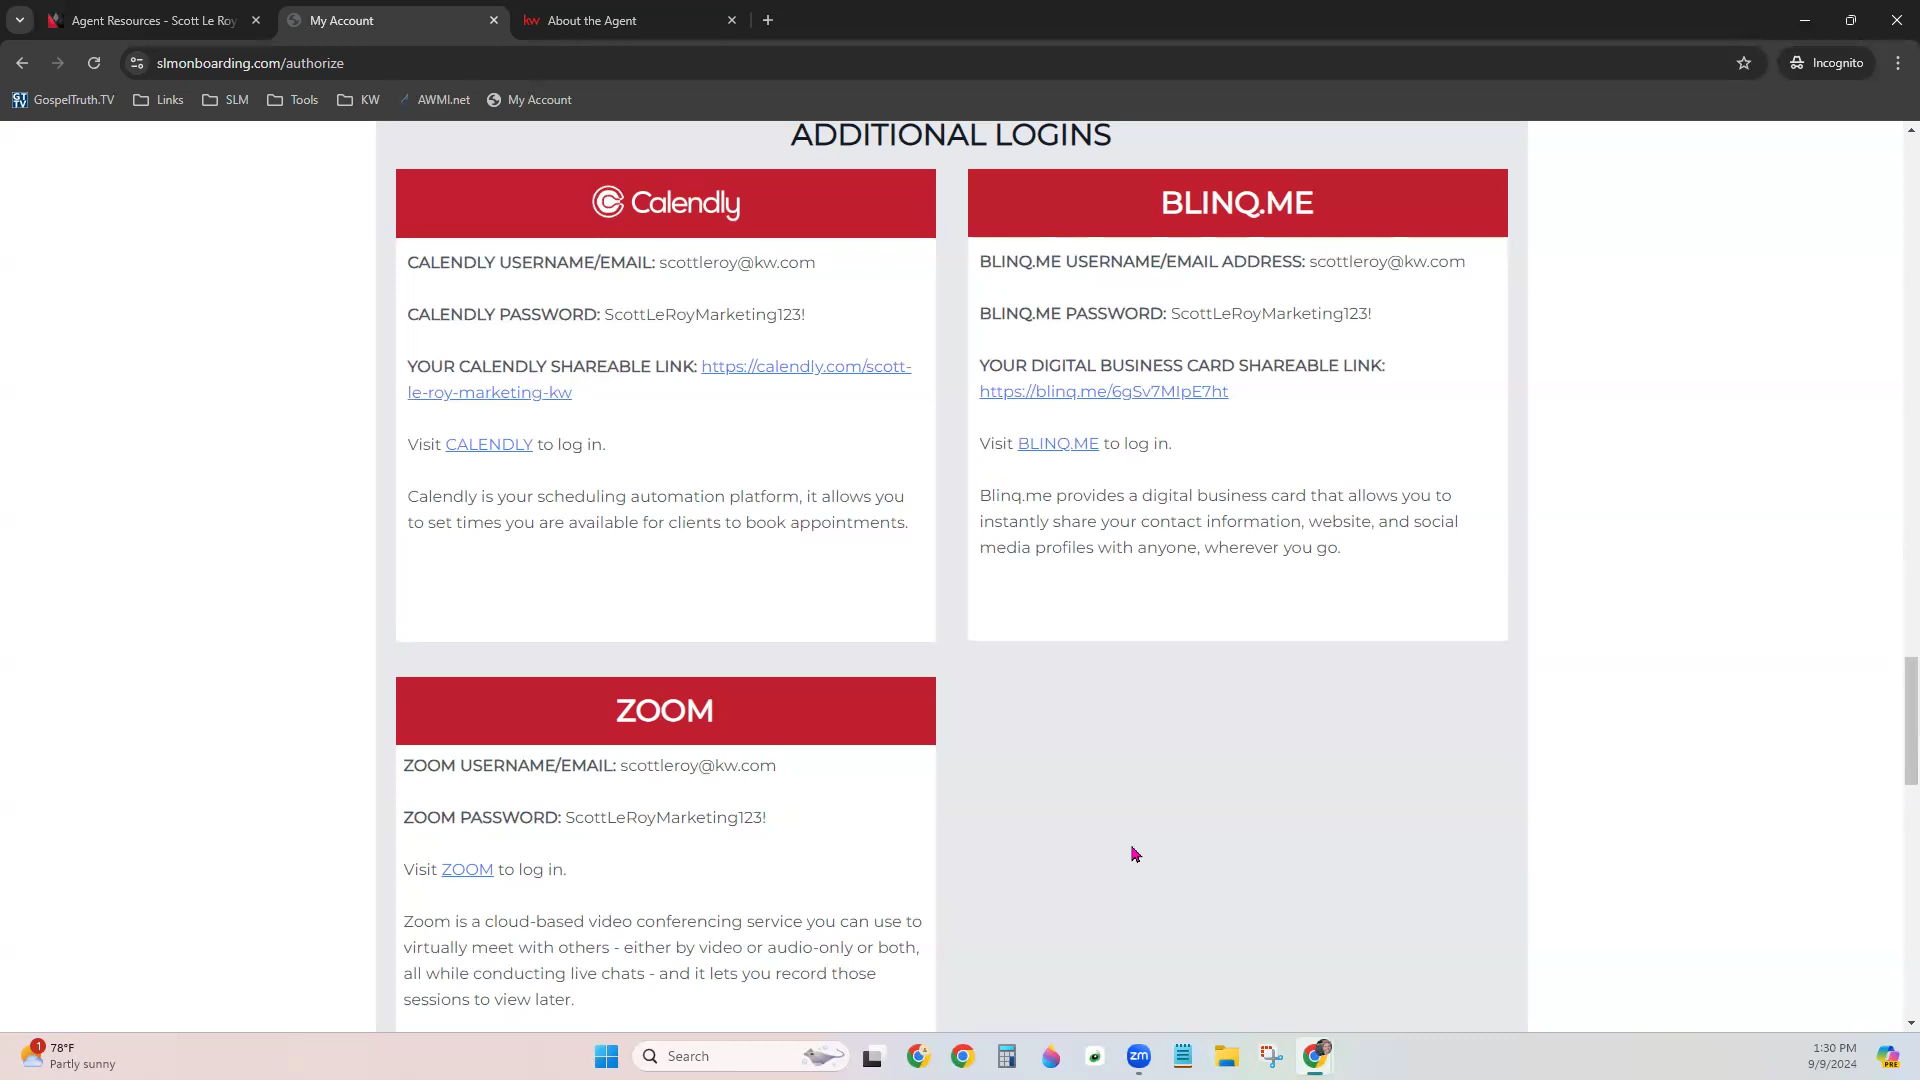 Agent Resources - Scott Le Roy
My Account
kw About the Agent
slmonboarding.com/authorize
Incognito
GT TV GospelTruth.TV
Links
SLM
Tools
KW
AWMI.net
My Account
ADDITIONAL LOGINS
Calendly
CALENDLY USERNAME/EMAIL: scottleroy@kw.com
CALENDLY PASSWORD: ScottLeRoyMarketing123!
YOUR CALENDLY SHAREABLE LINK: https://calendly.com/scott-
le-roy-marketing-kw
Visit CALENDLY to log in.
Calendly is your scheduling automation platform, it allows you
to set times you are available for clients to book appointments.
BLINQ.ME
BLINQ.ME USERNAME/EMAIL ADDRESS: scottleroy@kw.com
BLINQ.ME PASSWORD: ScottLeRoyMarketing123!
YOUR DIGITAL BUSINESS CARD SHAREABLE LINK:
https://blinq.me/6gSv7MIpE7ht
Visit BLINQ.ME to log in.
Blinq.me provides a digital business card that allows you to
instantly share your contact information, website, and social
media profiles with anyone, wherever you go.
ZOOM
ZOOM USERNAME/EMAIL: scottleroy@kw.com
ZOOM PASSWORD: ScottLeRoyMarketing123!
Visit ZOOM to log in.
Zoom is a cloud-based video conferencing service you can use to
virtually meet with others - either by video or audio-only or both,
all while conducting live chats - and it lets you record those
sessions to view later.
1
78°F
Partly sunny
Search
zm
PRE
1:30 PM
9/9/2024